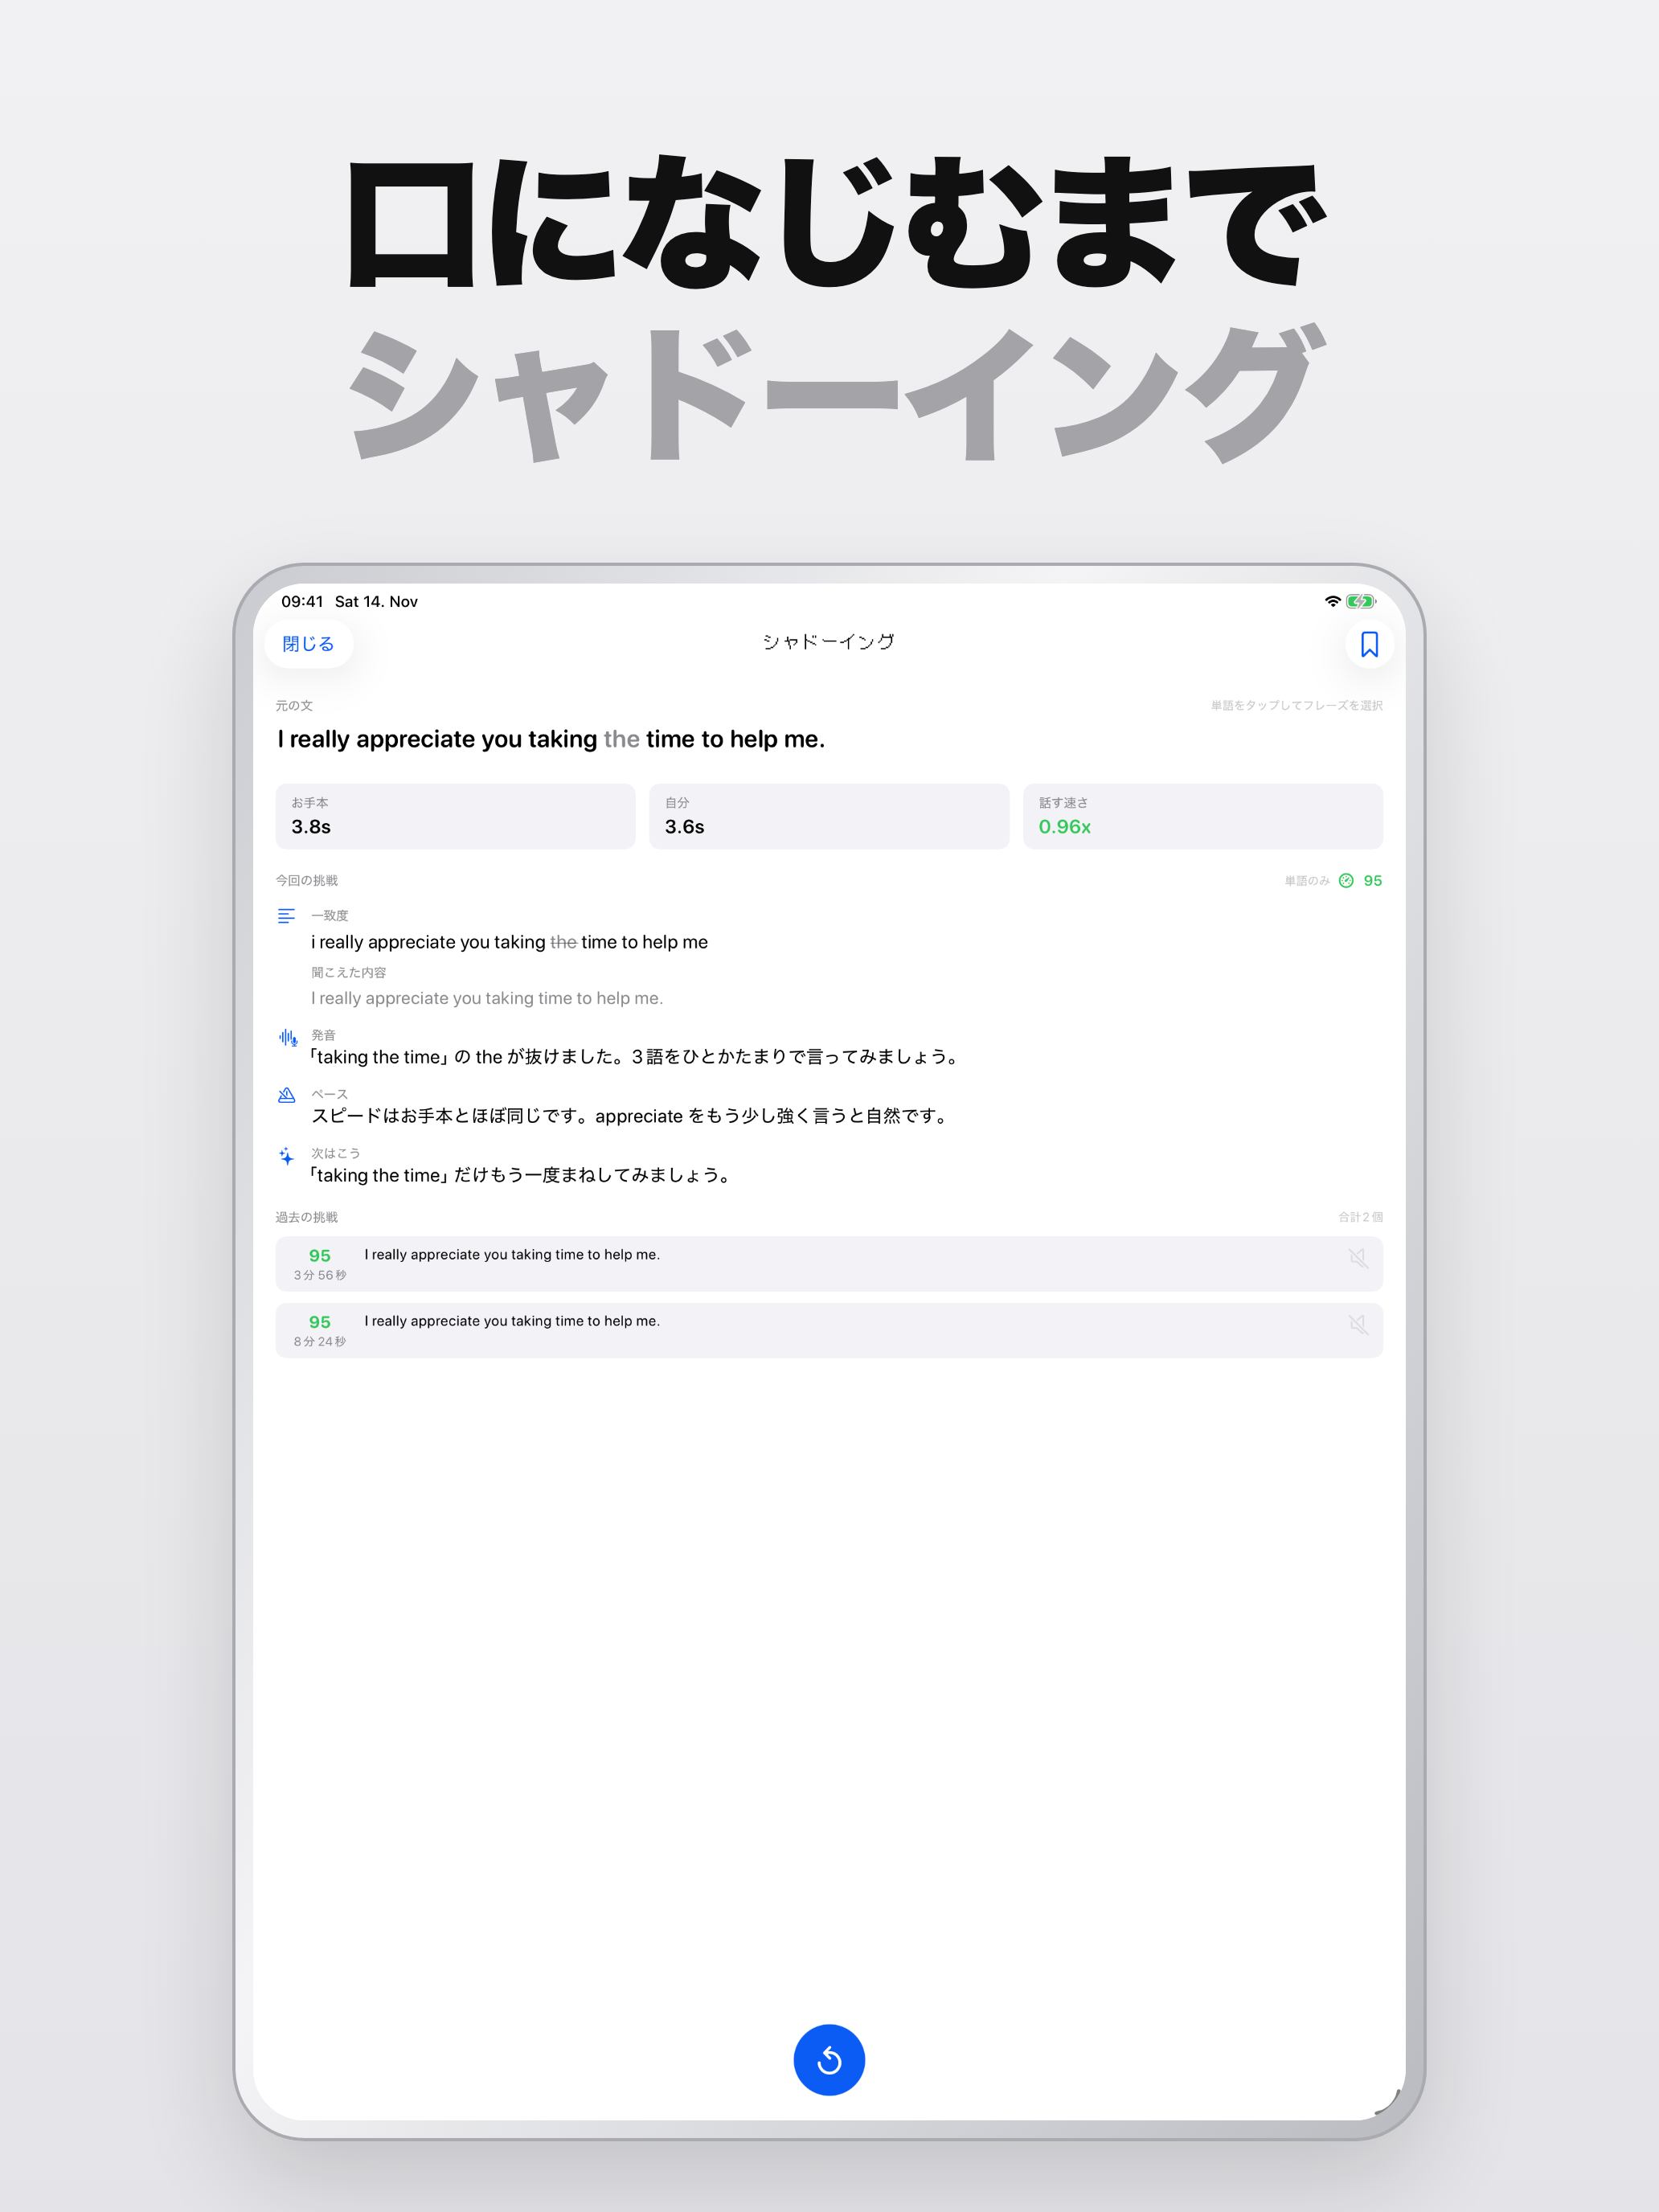 口になじむまで
シャドーイング
09:41 Sat 14. Nov
閉じる
シャドーイング
元の文
単語をタップしてフレーズを選択
I really appreciate you taking the time to help me.
お手本
3.8s
自分
3.6s
話す速さ
0.96x
今回の挑戦
単語のみ 95
一致度
i really appreciate you taking the time to help me
聞こえた内容
I really appreciate you taking time to help me.
発音
「taking the time」の the が抜けました。3語をひとかたまりで言ってみましょう。
ペース
スピードはお手本とほぼ同じです。appreciate をもう少し強く言うと自然です。
次はこう
「taking the time」だけもう一度まねしてみましょう。
過去の挑戦
合計2個
95
I really appreciate you taking time to help me.
3分56秒
95
I really appreciate you taking time to help me.
8分24秒